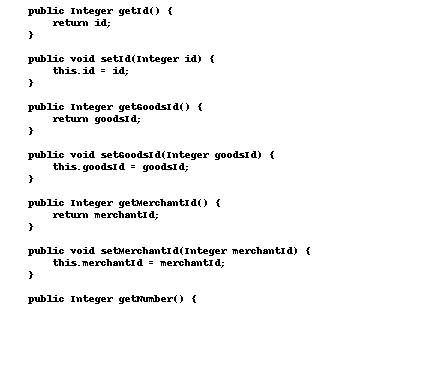 public Integer getId() {
return id;
}
public void setId(Integer id) {
this.id = id;
}
public Integer getGoodsId() {
return goodsId;
}
public void setGoodsId(Integer goodsId) {
this.goodsId = goodsId;
}
public Integer getMerchantId() {
return merchantId;
}
public void setMerchantId(Integer merchantId) {
this.merchantId = merchantId;
}
public Integer getNumber() {